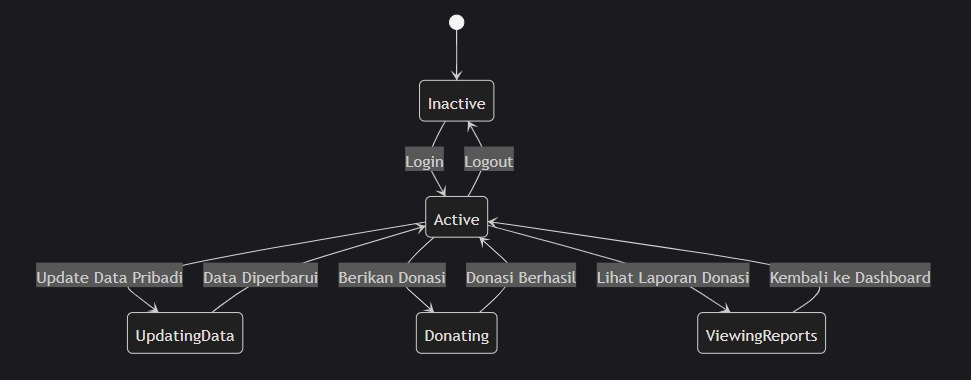 Inactive
Login
Logout
Active
Update Data Pribadi
Data Diperbarui
Berikan Donasi
Donasi Berhasil
Lihat Laporan Donasi
Kembali ke Dashboard
UpdatingData
Donating
ViewingReports